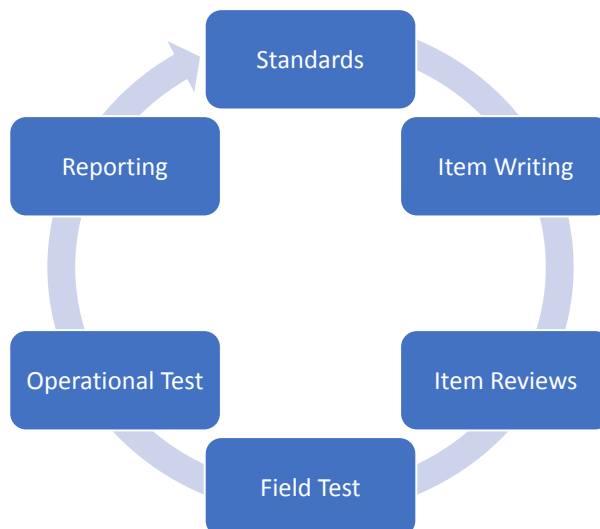 Standards
Item Writing
Item Reviews
Field Test
Operational Test
Reporting